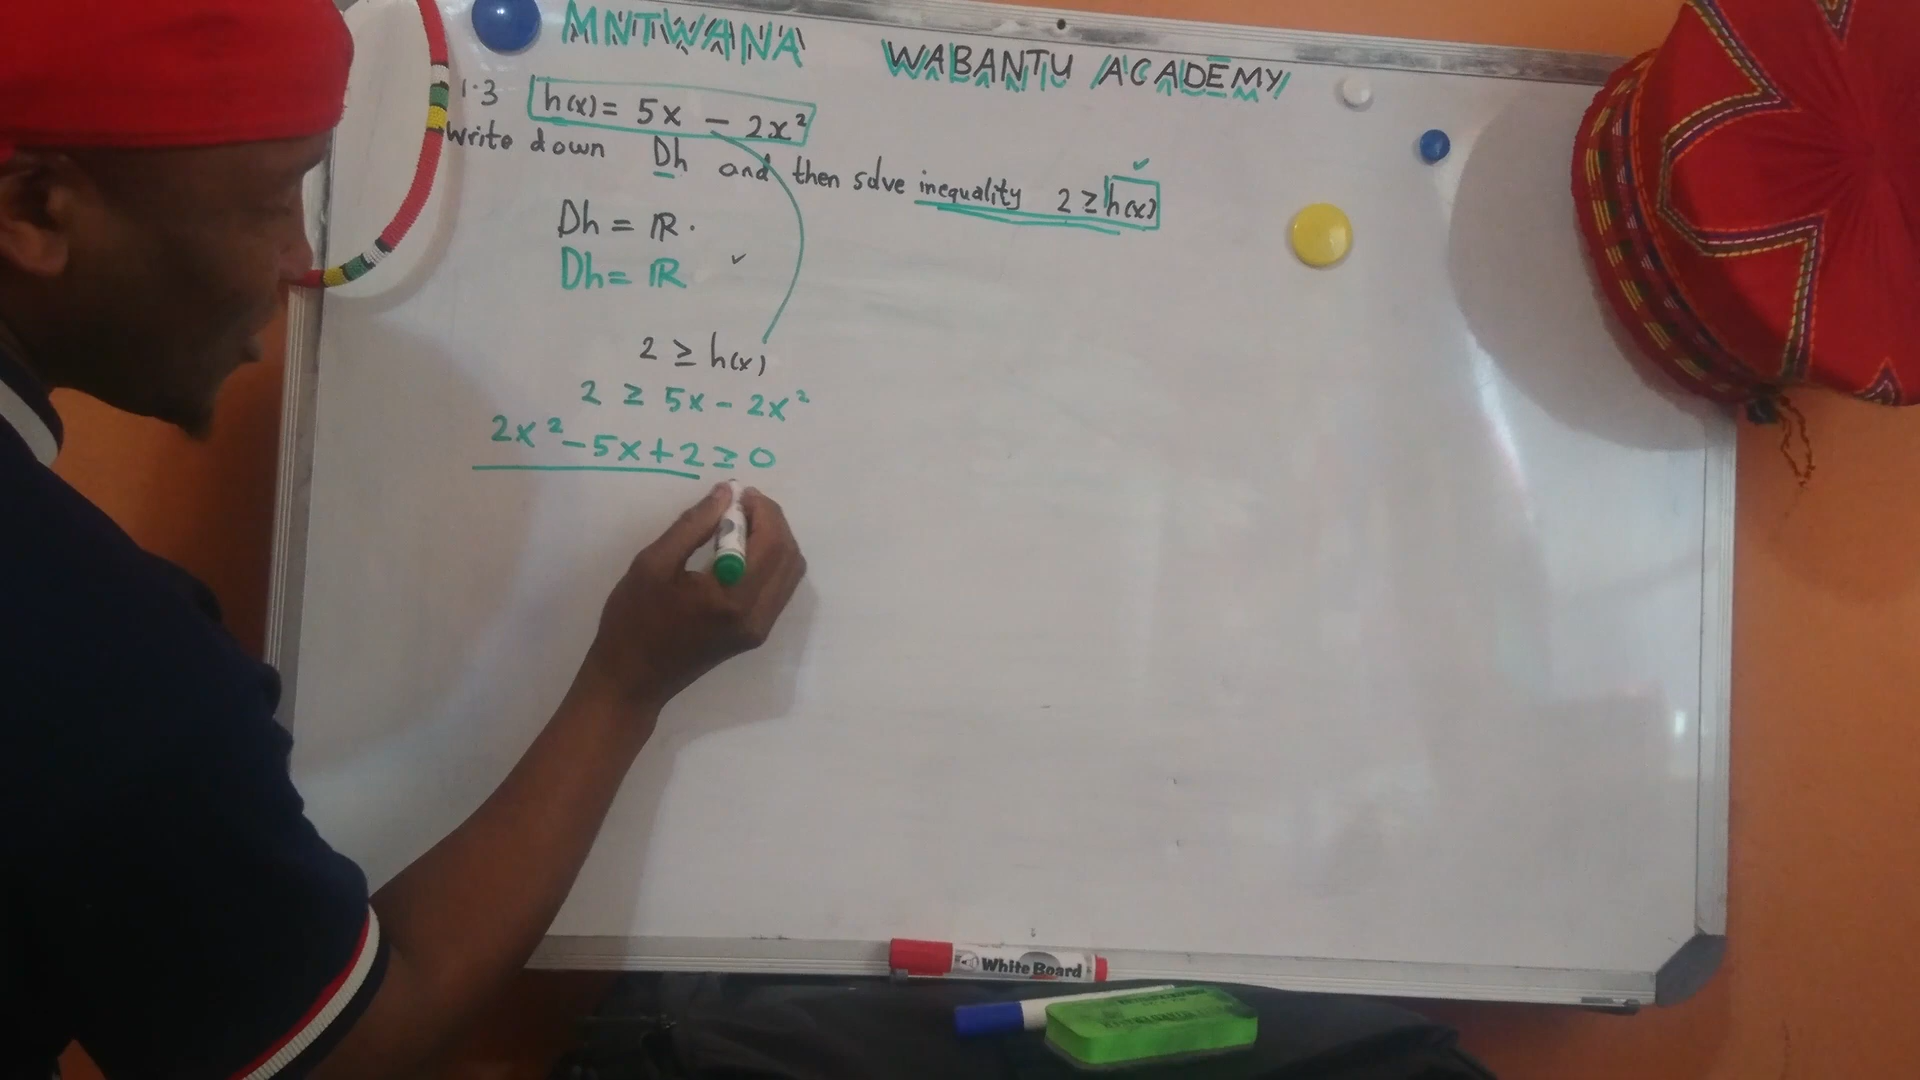 MNTWANA WABANTU ACADEMY
1.3 h(x) = 5x - 2x²
Write down Dh and then solve inequality 2 ≥ h(x)
Dh = ℝ.
Dh = ℝ
2 ≥ h(x)
2 ≥ 5x - 2x²
2x² - 5x + 2 ≥ 0
White Board